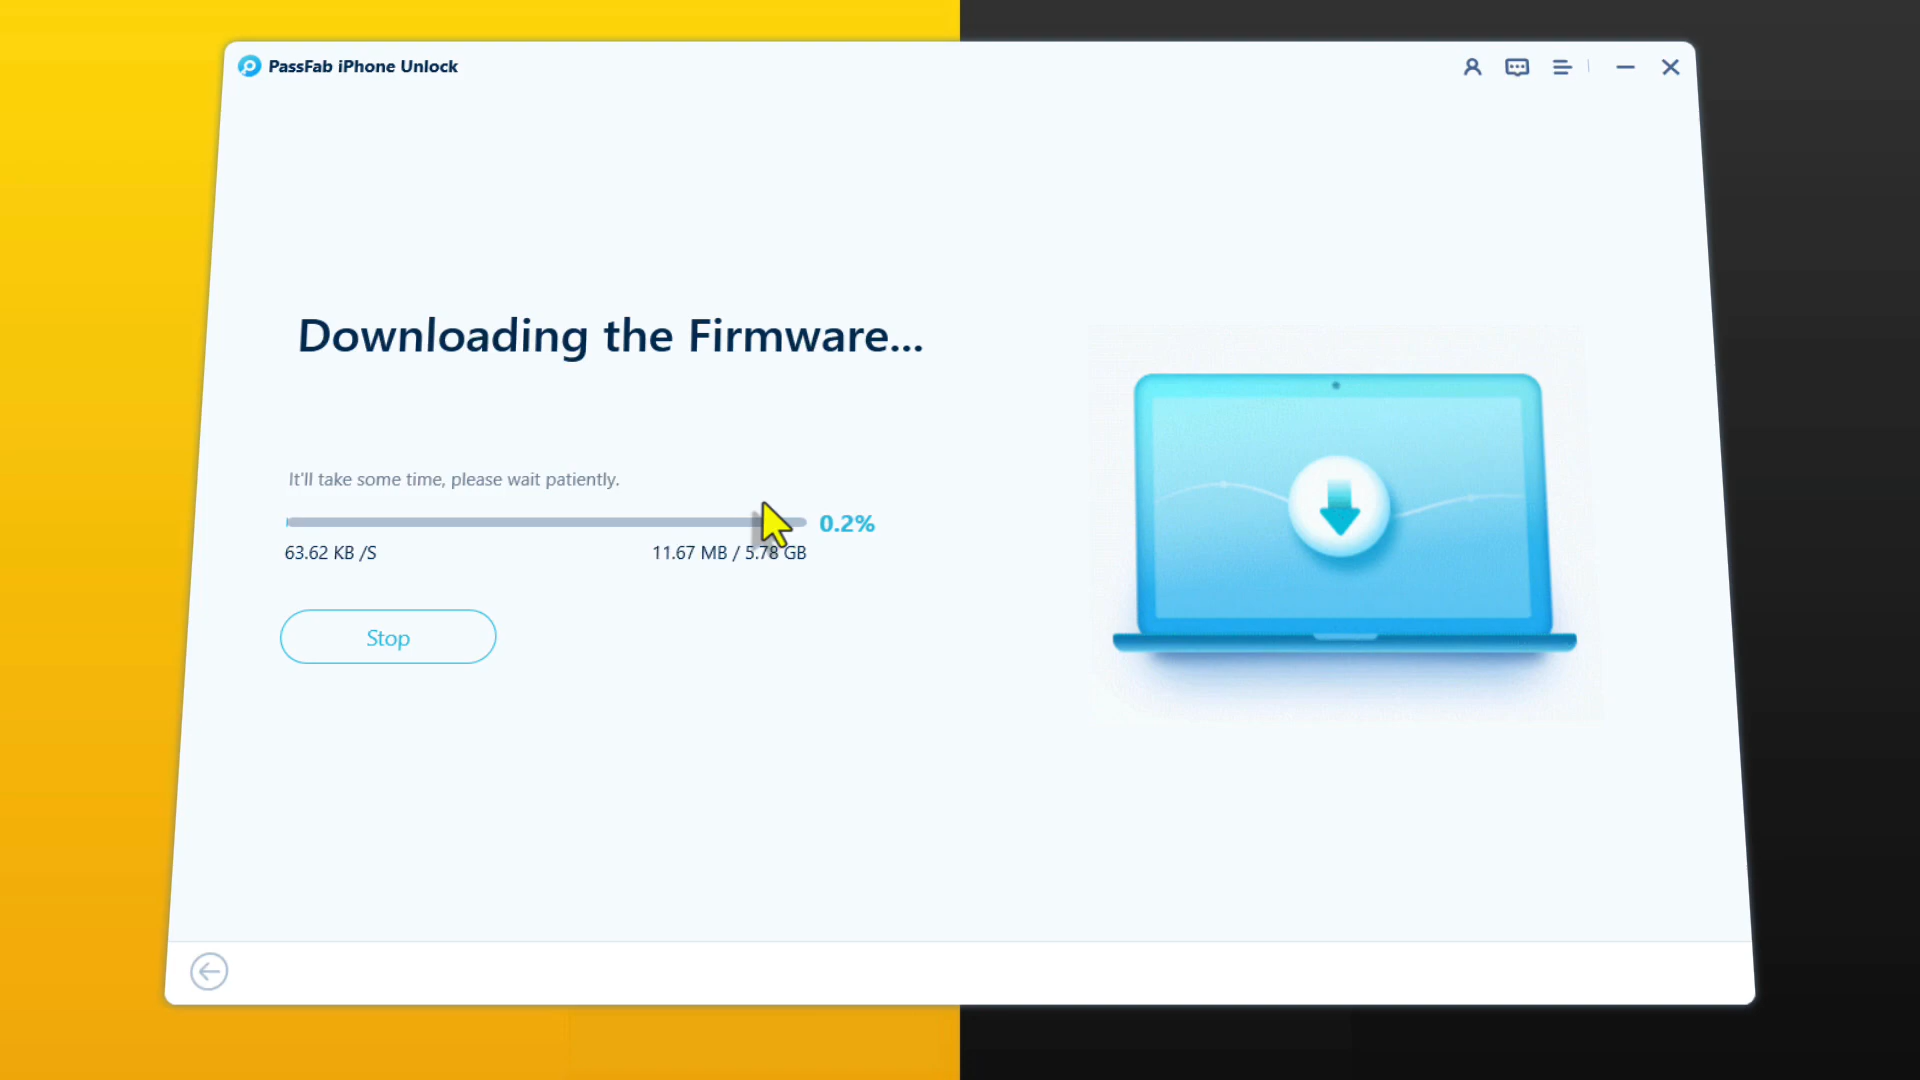 PassFab iPhone Unlock
Downloading the Firmware...
It'll take some time, please wait patiently.
0.2%
63.62 KB /S
11.67 MB / 5.78 GB
Stop